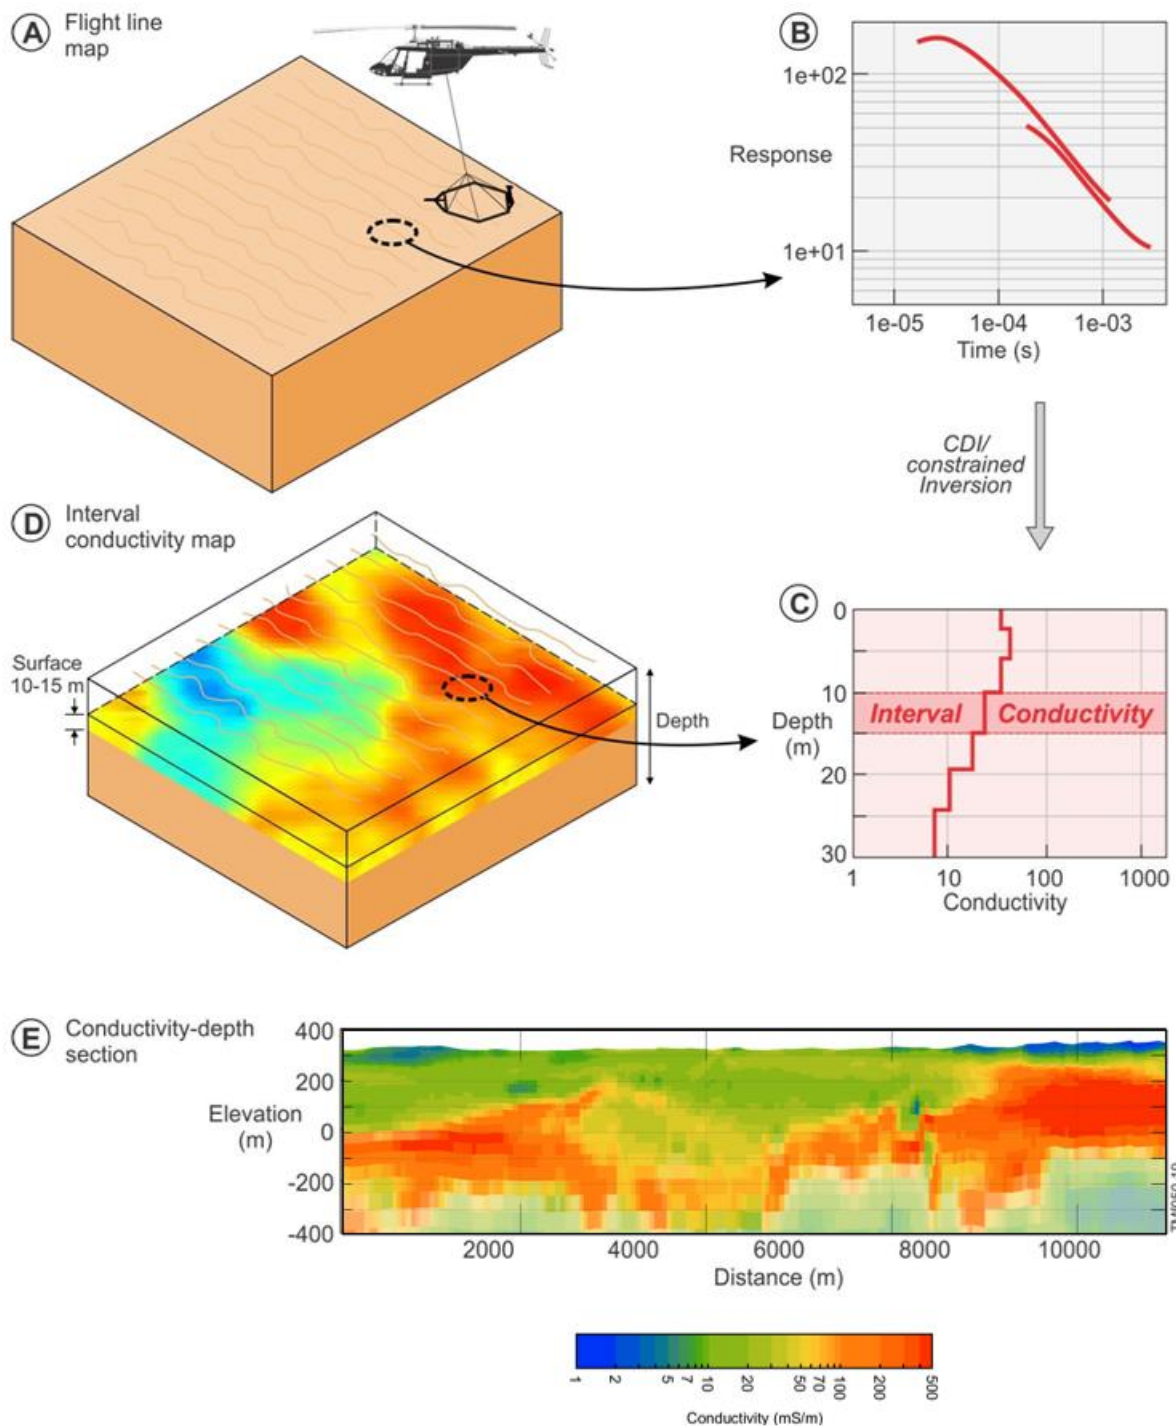 A Flight line
map
B
1e+02
Response
1e+01
1e-05 1e-04 1e-03
Time (s)
CDI/
constrained
Inversion
D Interval
conductivity map
Surface
10-15 m
Depth
C
0
10
Interval Conductivity
Depth
(m)
20
30
1 10 100 1000
Conductivity
E Conductivity-depth
section
400
200
Elevation
(m)
0
-200
-400
2000 4000 6000 8000 10000
Distance (m)
1 2 5 7 10 20 50 70 100 200 500
Conductivity (mS/m)